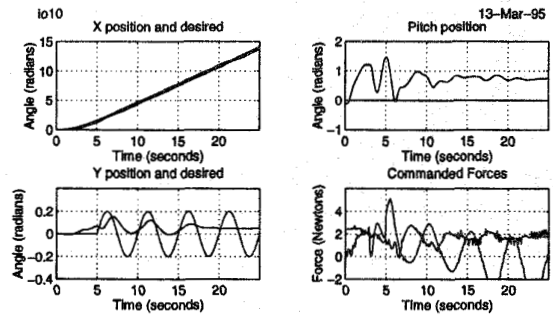 io10
13-Mar-95
X position and desired
Angle (radians)
15
10
5
0
0 5 10 15 20
Time (seconds)
Pitch position
Angle (radians)
2
1
0
-1
0 5 10 15 20
Time (seconds)
Y position and desired
Angle (radians)
0.2
0
-0.2
-0.4
0 5 10 15 20
Time (seconds)
Commanded Forces
Force (Newtons)
4
2
0
-2
0 5 10 15 20
Time (seconds)